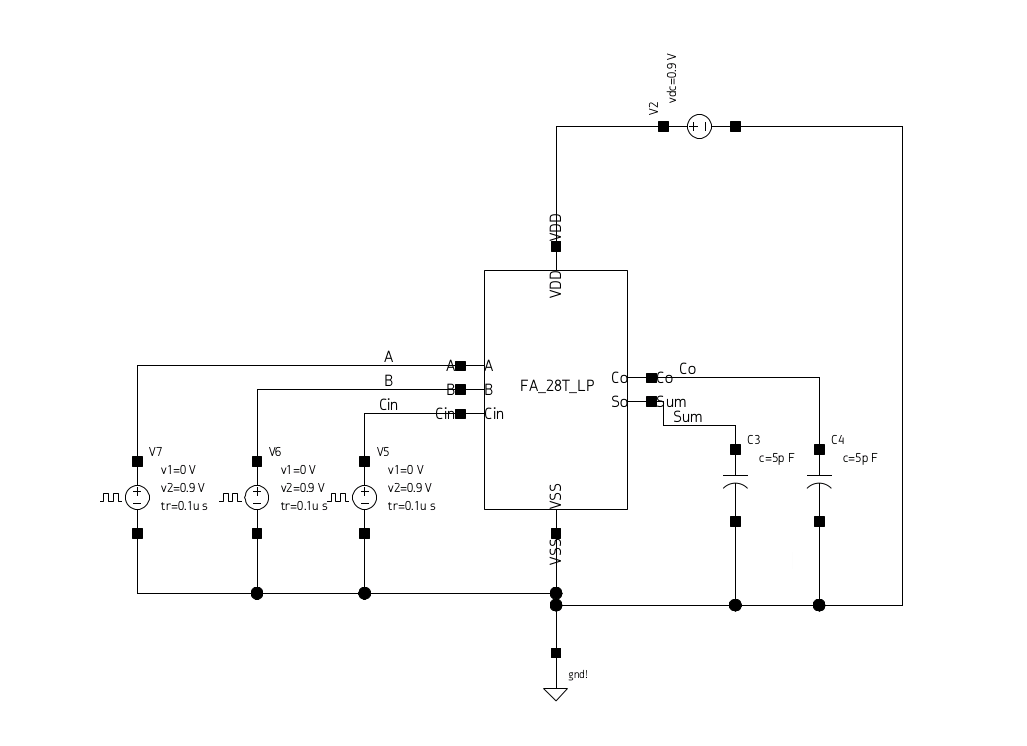 vdc=0.9 V
V2
VDD
VDD
A
A
A
B
B
B
Cin
Cin
Cin
FA_28T_LP
Co
Co
Co
So
Sum
Sum
V7
v1=0 V
v2=0.9 V
tr=0.1u s
V6
v1=0 V
v2=0.9 V
tr=0.1u s
V5
v1=0 V
v2=0.9 V
tr=0.1u s
C3
c=5p F
C4
c=5p F
VSS
VSS
gnd!